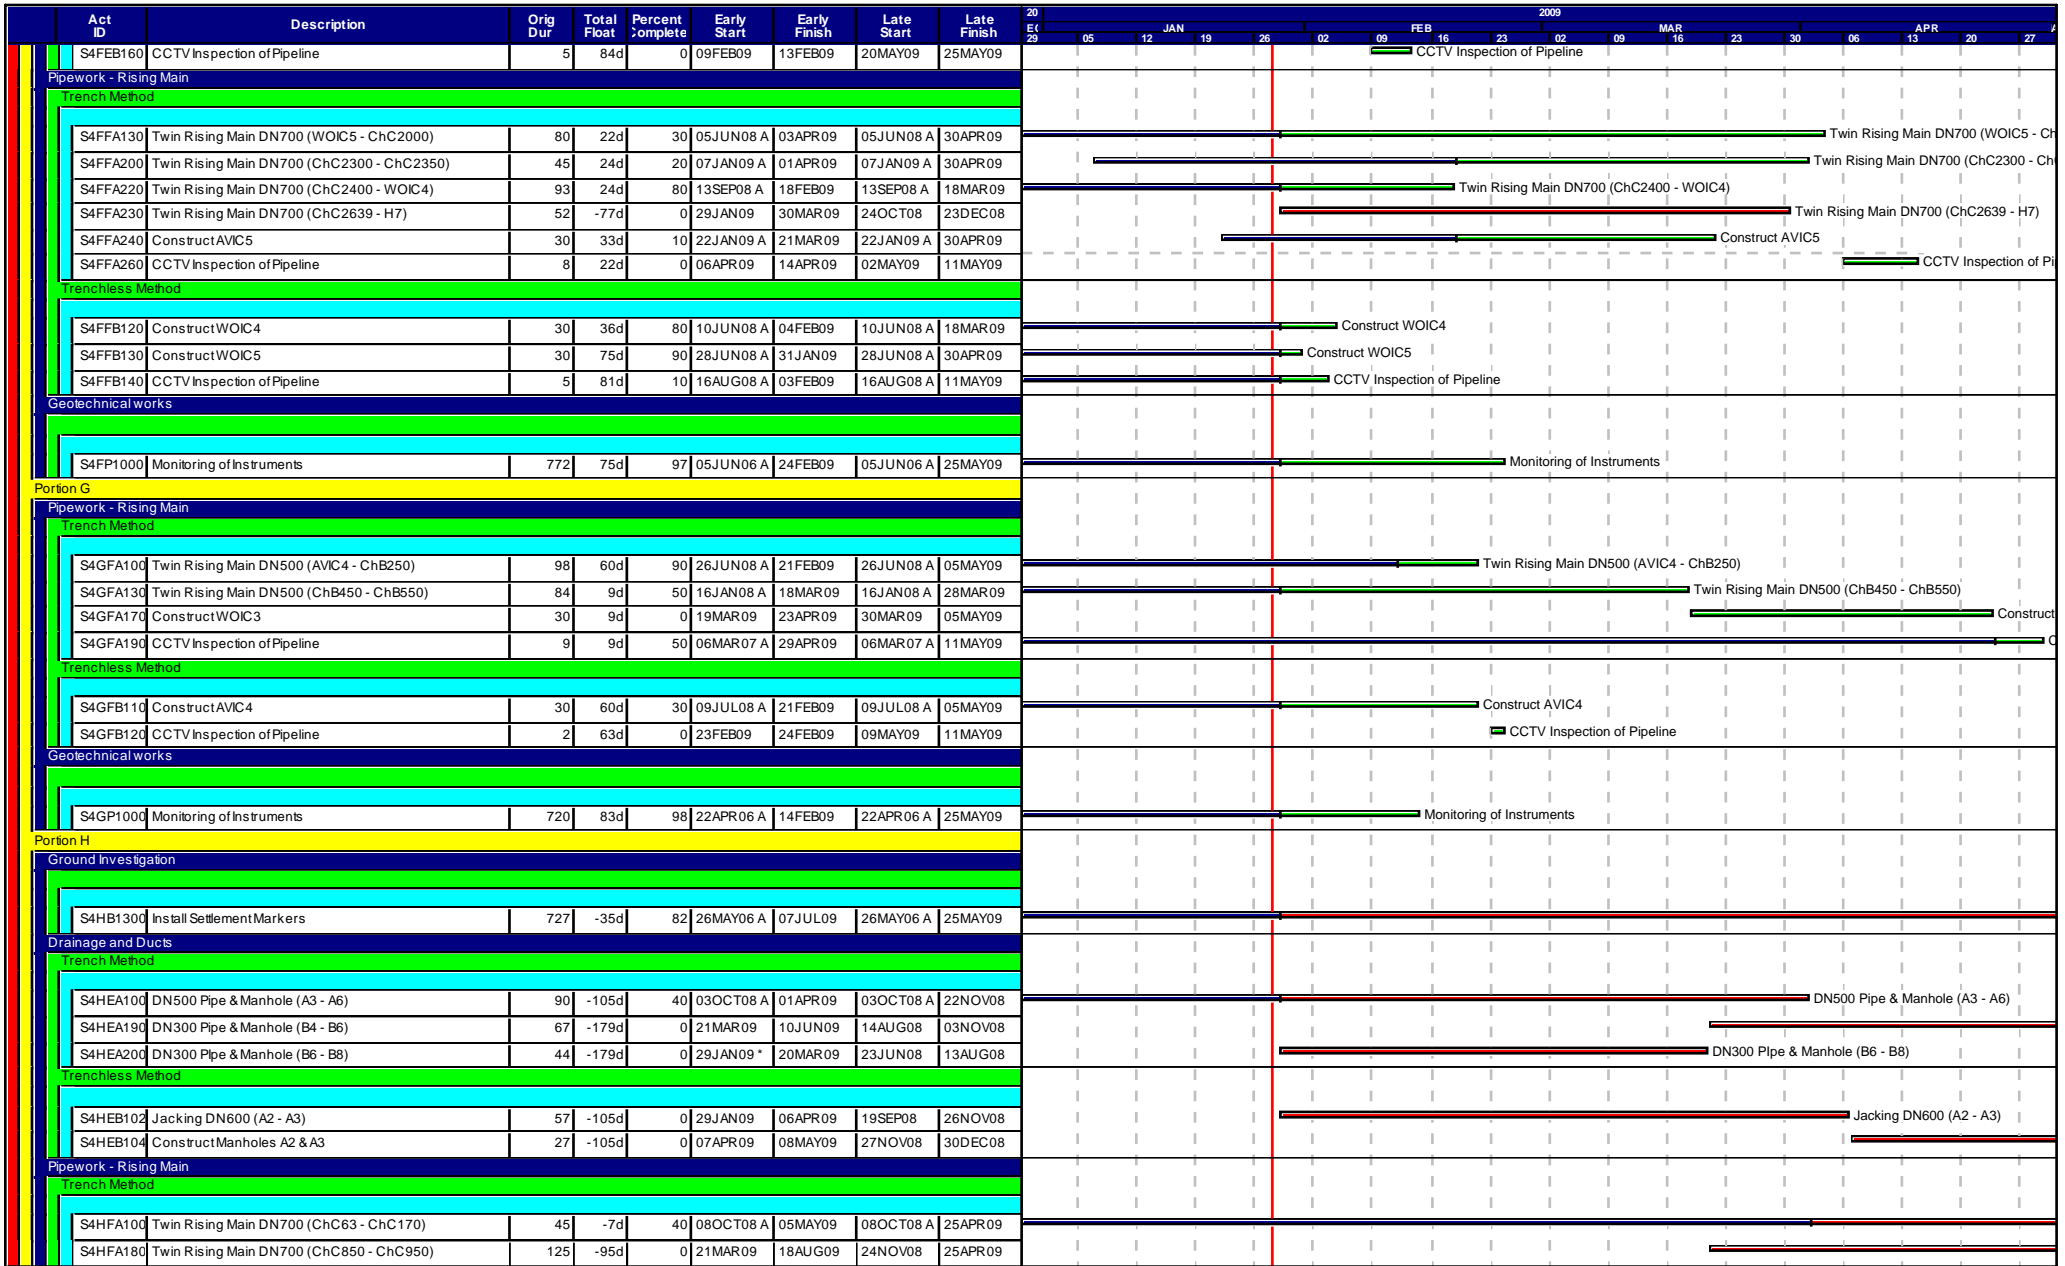 Act ID Description Orig Dur Total Float Percent Complete Early Start Early Finish Late Start Late Finish
20 2009
EC JAN FEB MAR APR
29 05 12 19 26 02 09 16 23 02 09 16 23 30 06 13 20 27
S4FEB160 CCTV Inspection of Pipeline 5 84d 0 09FEB09 13FEB09 20MAY09 25MAY09 CCTV Inspection of Pipeline
Pipework - Rising Main
Trench Method
S4FFA130 Twin Rising Main DN700 (WOIC5 - ChC2000) 80 22d 30 05JUN08 A 03APR09 05JUN08 A 30APR09 Twin Rising Main DN700 (WOIC5 - Ch
S4FFA200 Twin Rising Main DN700 (ChC2300 - ChC2350) 45 24d 20 07JAN09 A 01APR09 07JAN09 A 30APR09 Twin Rising Main DN700 (ChC2300 - Ch
S4FFA220 Twin Rising Main DN700 (ChC2400 - WOIC4) 93 24d 80 13SEP08 A 18FEB09 13SEP08 A 18MAR09 Twin Rising Main DN700 (ChC2400 - WOIC4)
S4FFA230 Twin Rising Main DN700 (ChC2639 - H7) 52 -77d 0 29JAN09 30MAR09 24OCT08 23DEC08 Twin Rising Main DN700 (ChC2639 - H7)
S4FFA240 Construct AVIC5 30 33d 10 22JAN09 A 21MAR09 22JAN09 A 30APR09 Construct AVIC5
S4FFA260 CCTV Inspection of Pipeline 8 22d 0 06APR09 14APR09 02MAY09 11MAY09 CCTV Inspection of Pi
Trenchless Method
S4FFB120 Construct WOIC4 30 36d 80 10JUN08 A 04FEB09 10JUN08 A 18MAR09 Construct WOIC4
S4FFB130 Construct WOIC5 30 75d 90 28JUN08 A 31JAN09 28JUN08 A 30APR09 Construct WOIC5
S4FFB140 CCTV Inspection of Pipeline 5 81d 10 16AUG08 A 03FEB09 16AUG08 A 11MAY09 CCTV Inspection of Pipeline
Geotechnical works
S4FP1000 Monitoring of Instruments 772 75d 97 05JUN06 A 24FEB09 05JUN06 A 25MAY09 Monitoring of Instruments
Portion G
Pipework - Rising Main
Trench Method
S4GFA100 Twin Rising Main DN500 (AVIC4 - ChB250) 98 60d 90 26JUN08 A 21FEB09 26JUN08 A 05MAY09 Twin Rising Main DN500 (AVIC4 - ChB250)
S4GFA130 Twin Rising Main DN500 (ChB450 - ChB550) 84 9d 50 16JAN08 A 18MAR09 16JAN08 A 28MAR09 Twin Rising Main DN500 (ChB450 - ChB550)
S4GFA170 Construct WOIC3 30 9d 0 19MAR09 23APR09 30MAR09 05MAY09 Construct
S4GFA190 CCTV Inspection of Pipeline 9 9d 50 06MAR07 A 29APR09 06MAR07 A 11MAY09 C
Trenchless Method
S4GFB110 Construct AVIC4 30 60d 30 09JUL08 A 21FEB09 09JUL08 A 05MAY09 Construct AVIC4
S4GFB120 CCTV Inspection of Pipeline 2 63d 0 23FEB09 24FEB09 09MAY09 11MAY09 CCTV Inspection of Pipeline
Geotechnical works
S4GP1000 Monitoring of Instruments 720 83d 98 22APR06 A 14FEB09 22APR06 A 25MAY09 Monitoring of Instruments
Portion H
Ground Investigation
S4HB1300 Install Settlement Markers 727 -35d 82 26MAY06 A 07JUL09 26MAY06 A 25MAY09
Drainage and Ducts
Trench Method
S4HEA100 DN500 Pipe & Manhole (A3 - A6) 90 -105d 40 03OCT08 A 01APR09 03OCT08 A 22NOV08 DN500 Pipe & Manhole (A3 - A6)
S4HEA190 DN300 Pipe & Manhole (B4 - B6) 67 -179d 0 21MAR09 10JUN09 14AUG08 03NOV08
S4HEA200 DN300 PIpe & Manhole (B6 - B8) 44 -179d 0 29JAN09 * 20MAR09 23JUN08 13AUG08 DN300 PIpe & Manhole (B6 - B8)
Trenchless Method
S4HEB102 Jacking DN600 (A2 - A3) 57 -105d 0 29JAN09 06APR09 19SEP08 26NOV08 Jacking DN600 (A2 - A3)
S4HEB104 Construct Manholes A2 & A3 27 -105d 0 07APR09 08MAY09 27NOV08 30DEC08
Pipework - Rising Main
Trench Method
S4HFA100 Twin Rising Main DN700 (ChC63 - ChC170) 45 -7d 40 08OCT08 A 05MAY09 08OCT08 A 25APR09
S4HFA180 Twin Rising Main DN700 (ChC850 - ChC950) 125 -95d 0 21MAR09 18AUG09 24NOV08 25APR09